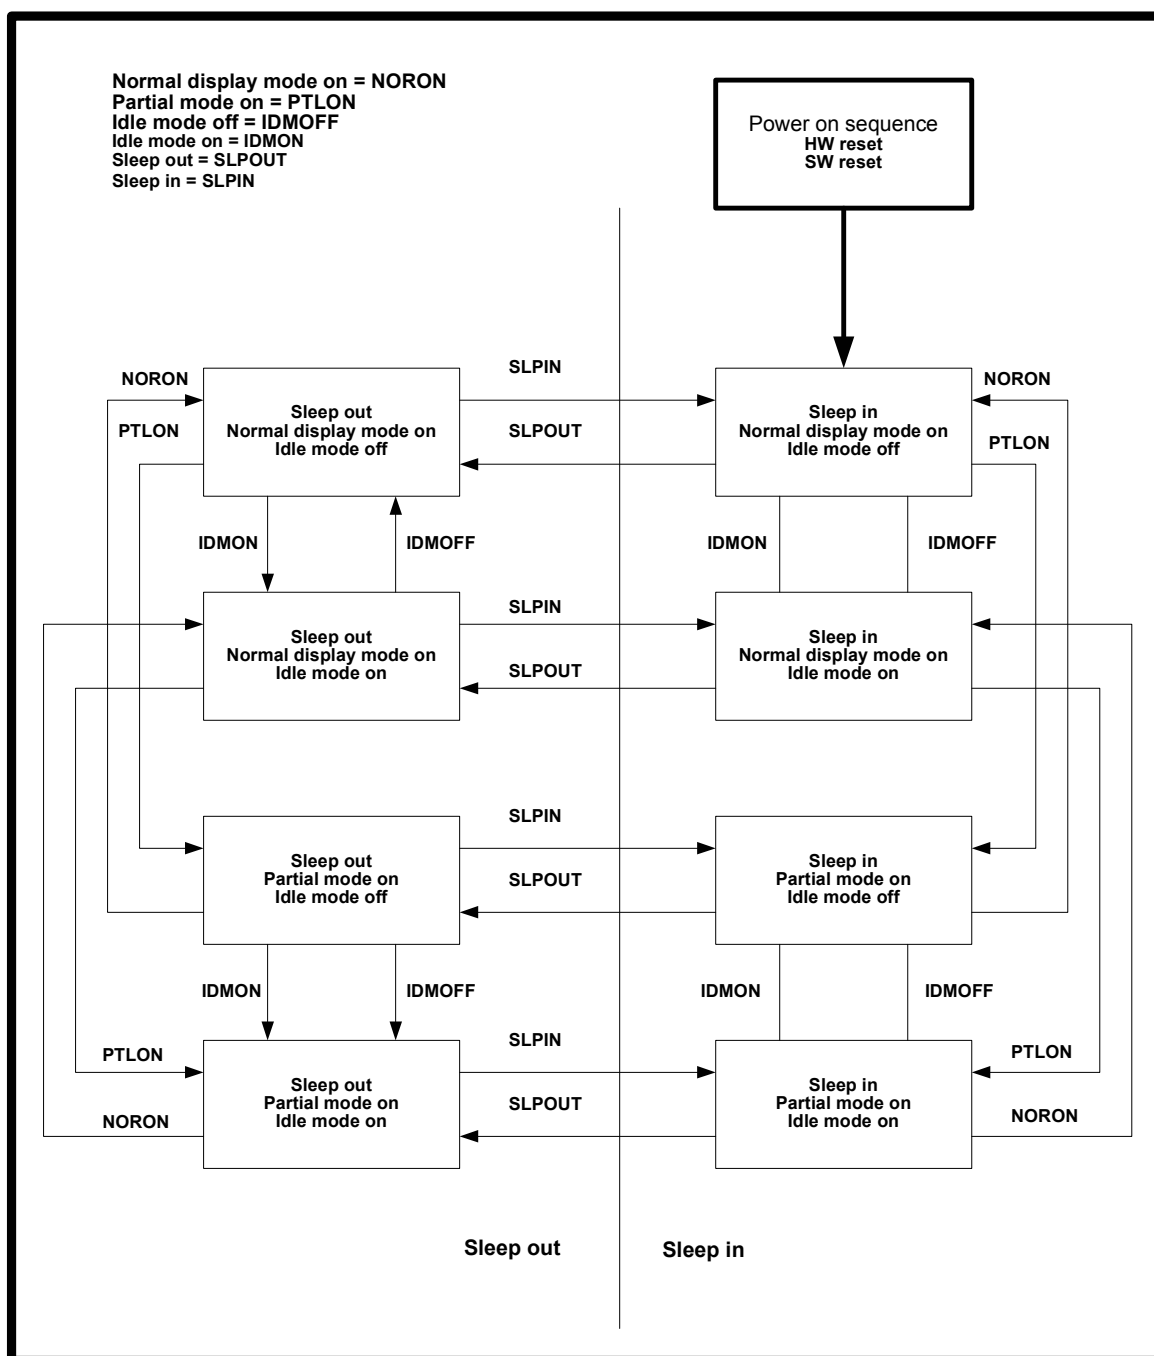 Normal display mode on = NORON
Partial mode on = PTLON
Idle mode off = IDMOFF
Idle mode on = IDMON
Sleep out = SLPOUT
Sleep in = SLPIN
Power on sequence
HW reset
SW reset
NORON
PTLON
Sleep out
Normal display mode on
Idle mode off
SLPIN
SLPOUT
Sleep in
Normal display mode on
Idle mode off
NORON
PTLON
IDMON
IDMOFF
IDMON
IDMOFF
Sleep out
Normal display mode on
Idle mode on
SLPIN
SLPOUT
Sleep in
Normal display mode on
Idle mode on
Sleep out
Partial mode on
Idle mode off
SLPIN
SLPOUT
Sleep in
Partial mode on
Idle mode off
IDMON
IDMOFF
IDMON
IDMOFF
PTLON
NORON
Sleep out
Partial mode on
Idle mode on
SLPIN
SLPOUT
Sleep in
Partial mode on
Idle mode on
PTLON
NORON
Sleep out
Sleep in